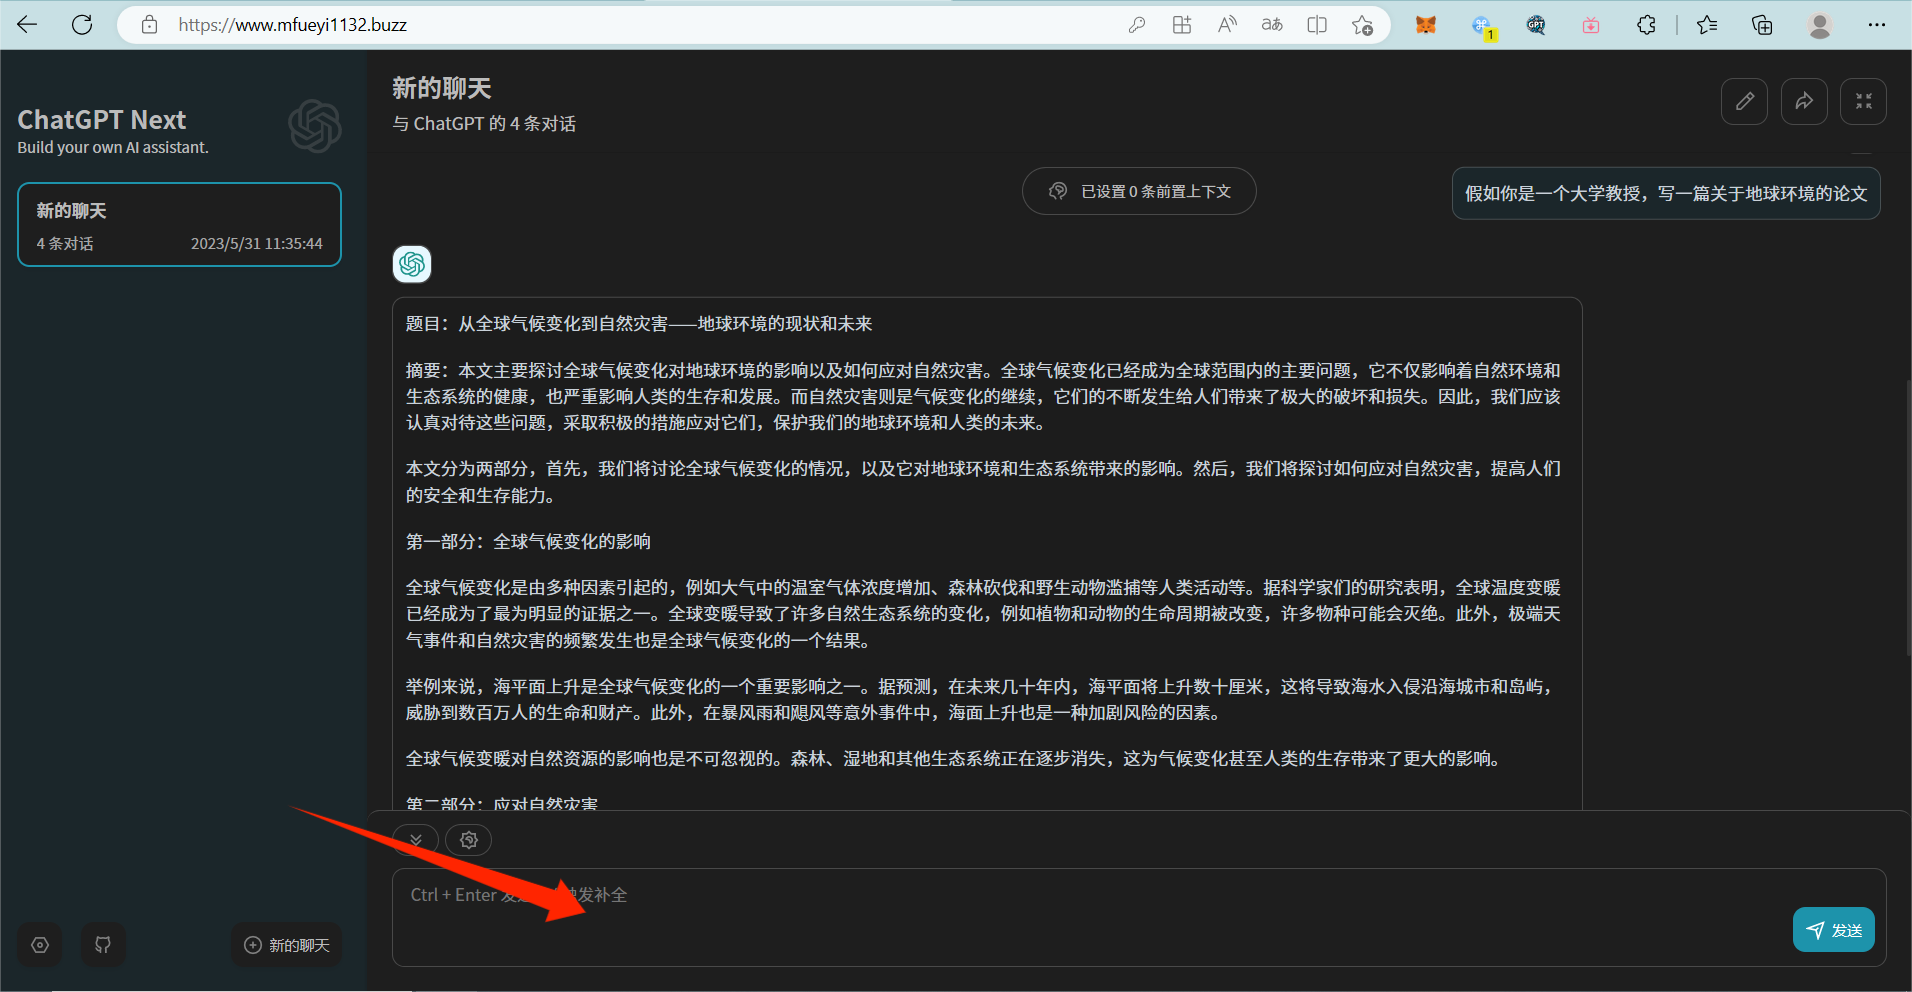 https://www.mfueyi1132.buzz
aあ
1
GPT
ChatGPT Next
Build your own AI assistant.
新的聊天
4 条对话
2023/5/31 11:35:44
新的聊天
新的聊天
与 ChatGPT 的 4 条对话
已设置 0 条前置上下文
假如你是一个大学教授，写一篇关于地球环境的论文
题目：从全球气候变化到自然灾害——地球环境的现状和未来
摘要：本文主要探讨全球气候变化对地球环境的影响以及如何应对自然灾害。全球气候变化已经成为全球范围内的主要问题，它不仅影响着自然环境和
生态系统的健康，也严重影响人类的生存和发展。而自然灾害则是气候变化的继续，它们的不断发生给人们带来了极大的破坏和损失。因此，我们应该
认真对待这些问题，采取积极的措施应对它们，保护我们的地球环境和人类的未来。
本文分为两部分，首先，我们将讨论全球气候变化的情况，以及它对地球环境和生态系统带来的影响。然后，我们将探讨如何应对自然灾害，提高人们
的安全和生存能力。
第一部分：全球气候变化的影响
全球气候变化是由多种因素引起的，例如大气中的温室气体浓度增加、森林砍伐和野生动物滥捕等人类活动等。据科学家们的研究表明，全球温度变暖
已经成为了最为明显的证据之一。全球变暖导致了许多自然生态系统的变化，例如植物和动物的生命周期被改变，许多物种可能会灭绝。此外，极端天
气事件和自然灾害的频繁发生也是全球气候变化的一个结果。
举例来说，海平面上升是全球气候变化的一个重要影响之一。据预测，在未来几十年内，海平面将上升数十厘米，这将导致海水入侵沿海城市和岛屿，
威胁到数百万人的生命和财产。此外，在暴风雨和飓风等意外事件中，海面上升也是一种加剧风险的因素。
全球气候变暖对自然资源的影响也是不可忽视的。森林、湿地和其他生态系统正在逐步消失，这为气候变化甚至人类的生存带来了更大的影响。
第二部分：应对自然灾害
Ctrl + Enter 发 发补全
发送